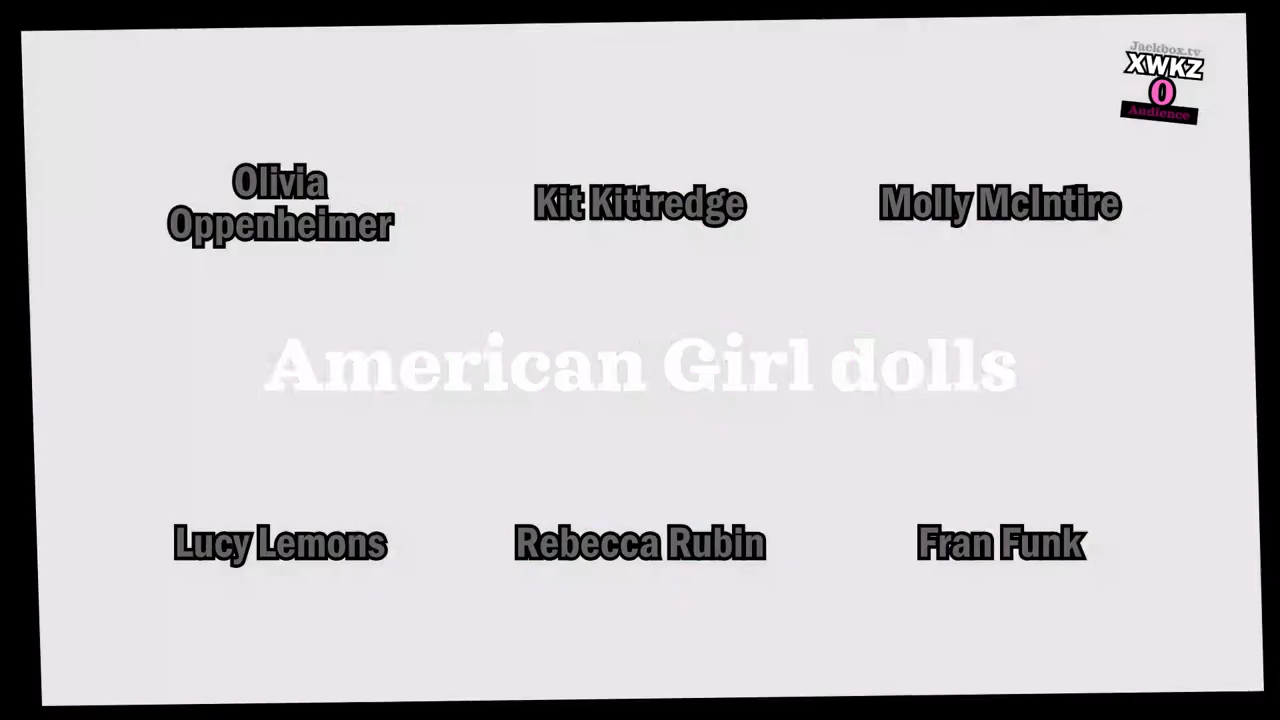 Jackbox.tv
XWKZ
0
Audience
Olivia
Oppenheimer
Kit Kittredge
Molly McIntire
American Girl dolls
Lucy Lemons
Rebecca Rubin
Fran Funk